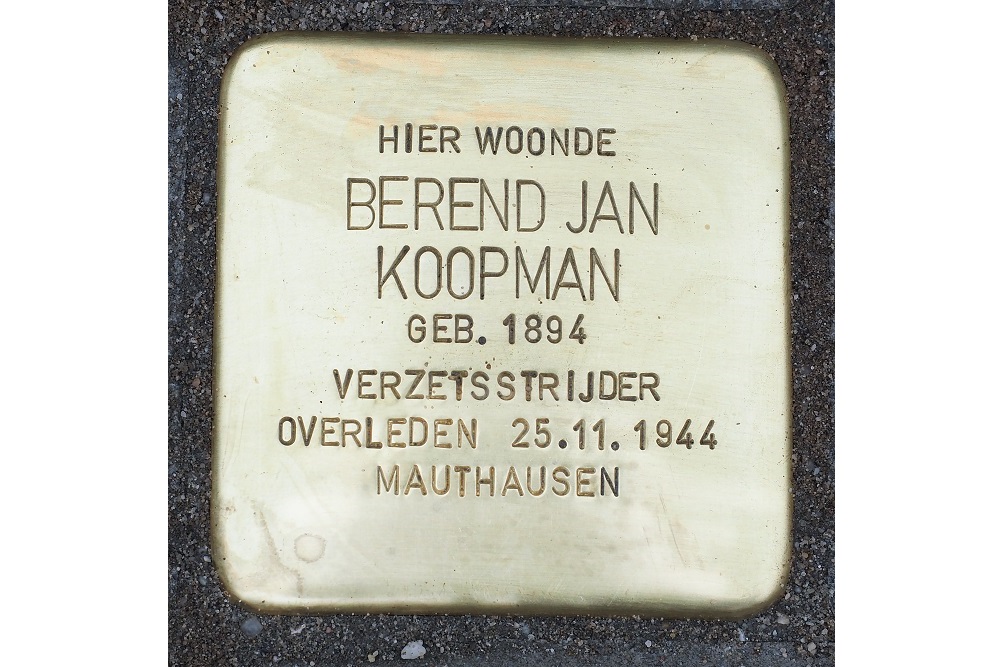 HIER WOONDE
BEREND JAN
KOOPMAN
GEB. 1894
VERZETSSTRIJDER
OVERLEDEN 25.11.1944
MAUTHAUSEN